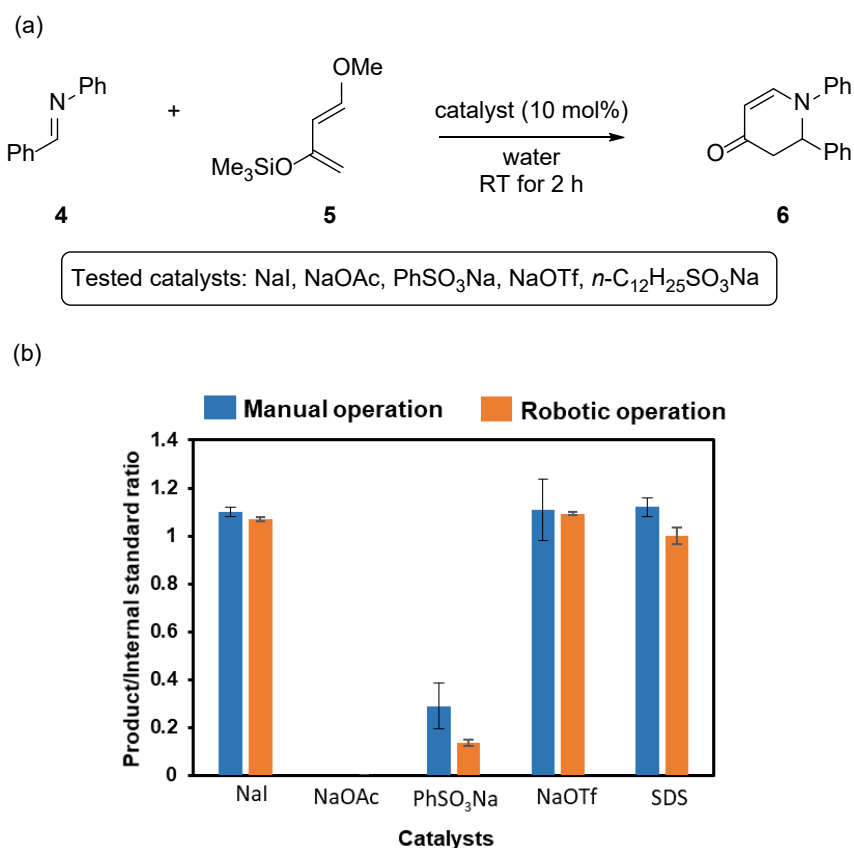 (a)
Ph
N
Ph
4
+
OMe
Me₃SiO
5
catalyst (10 mol%)
water
RT for 2 h
O
N
Ph
Ph
6
Tested catalysts: NaI, NaOAc, PhSO₃Na, NaOTf, n-C₁₂H₂₅SO₃Na
(b)
Manual operation
Robotic operation
Product/Internal standard ratio
1.4
1.2
1
0.8
0.6
0.4
0.2
0
NaI
NaOAc
PhSO₃Na
NaOTf
SDS
Catalysts